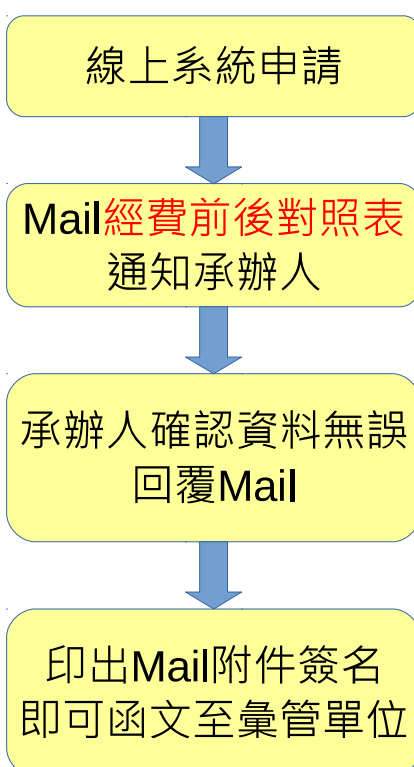 線上系統申請
Mail經費前後對照表
通知承辦人
承辦人確認資料無誤
回覆Mail
印出Mail附件簽名
即可函文至彙管單位